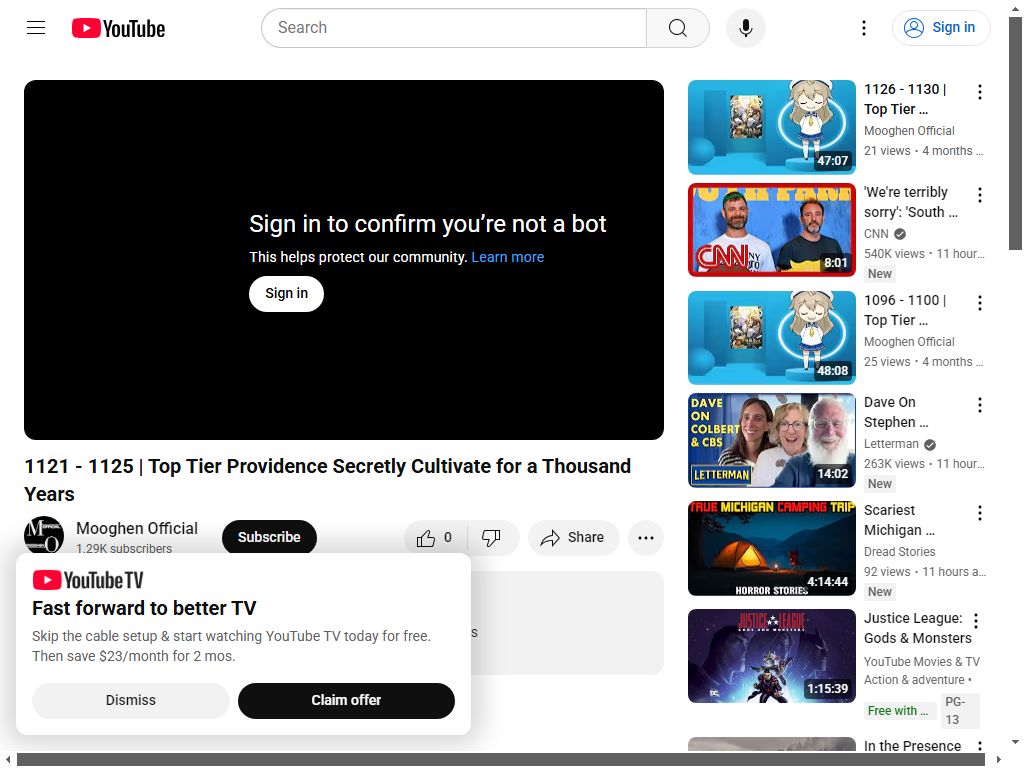 YouTube
Search
Sign in
Sign in to confirm you’re not a bot
This helps protect our community. Learn more
Sign in
1121 - 1125 | Top Tier Providence Secretly Cultivate for a Thousand
Years
Mooghen Official
1.29K subscribers
Subscribe
0
Share
s
YouTube TV
Fast forward to better TV
Skip the cable setup & start watching YouTube TV today for free.
Then save $23/month for 2 mos.
Dismiss
Claim offer
47:07
1126 - 1130 |
Top Tier ...
Mooghen Official
21 views • 4 months ...
CNN
8:01
'We're terribly
sorry': 'South ...
CNN
540K views • 11 hour...
New
48:08
1096 - 1100 |
Top Tier ...
Mooghen Official
25 views • 4 months ...
DAVE
ON
COLBERT
& CBS
LETTERMAN
14:02
Dave On
Stephen ...
Letterman
263K views • 11 hour...
New
TRUE MICHIGAN CAMPING TRIP
HORROR STORIES
4:14:44
Scariest
Michigan ...
Dread Stories
92 views • 11 hours a...
New
JUSTICE LEAGUE
GODS AND MONSTERS
DC
1:15:39
Justice League:
Gods & Monsters
YouTube Movies & TV
Action & adventure •
Free with ...
PG-
13
In the Presence